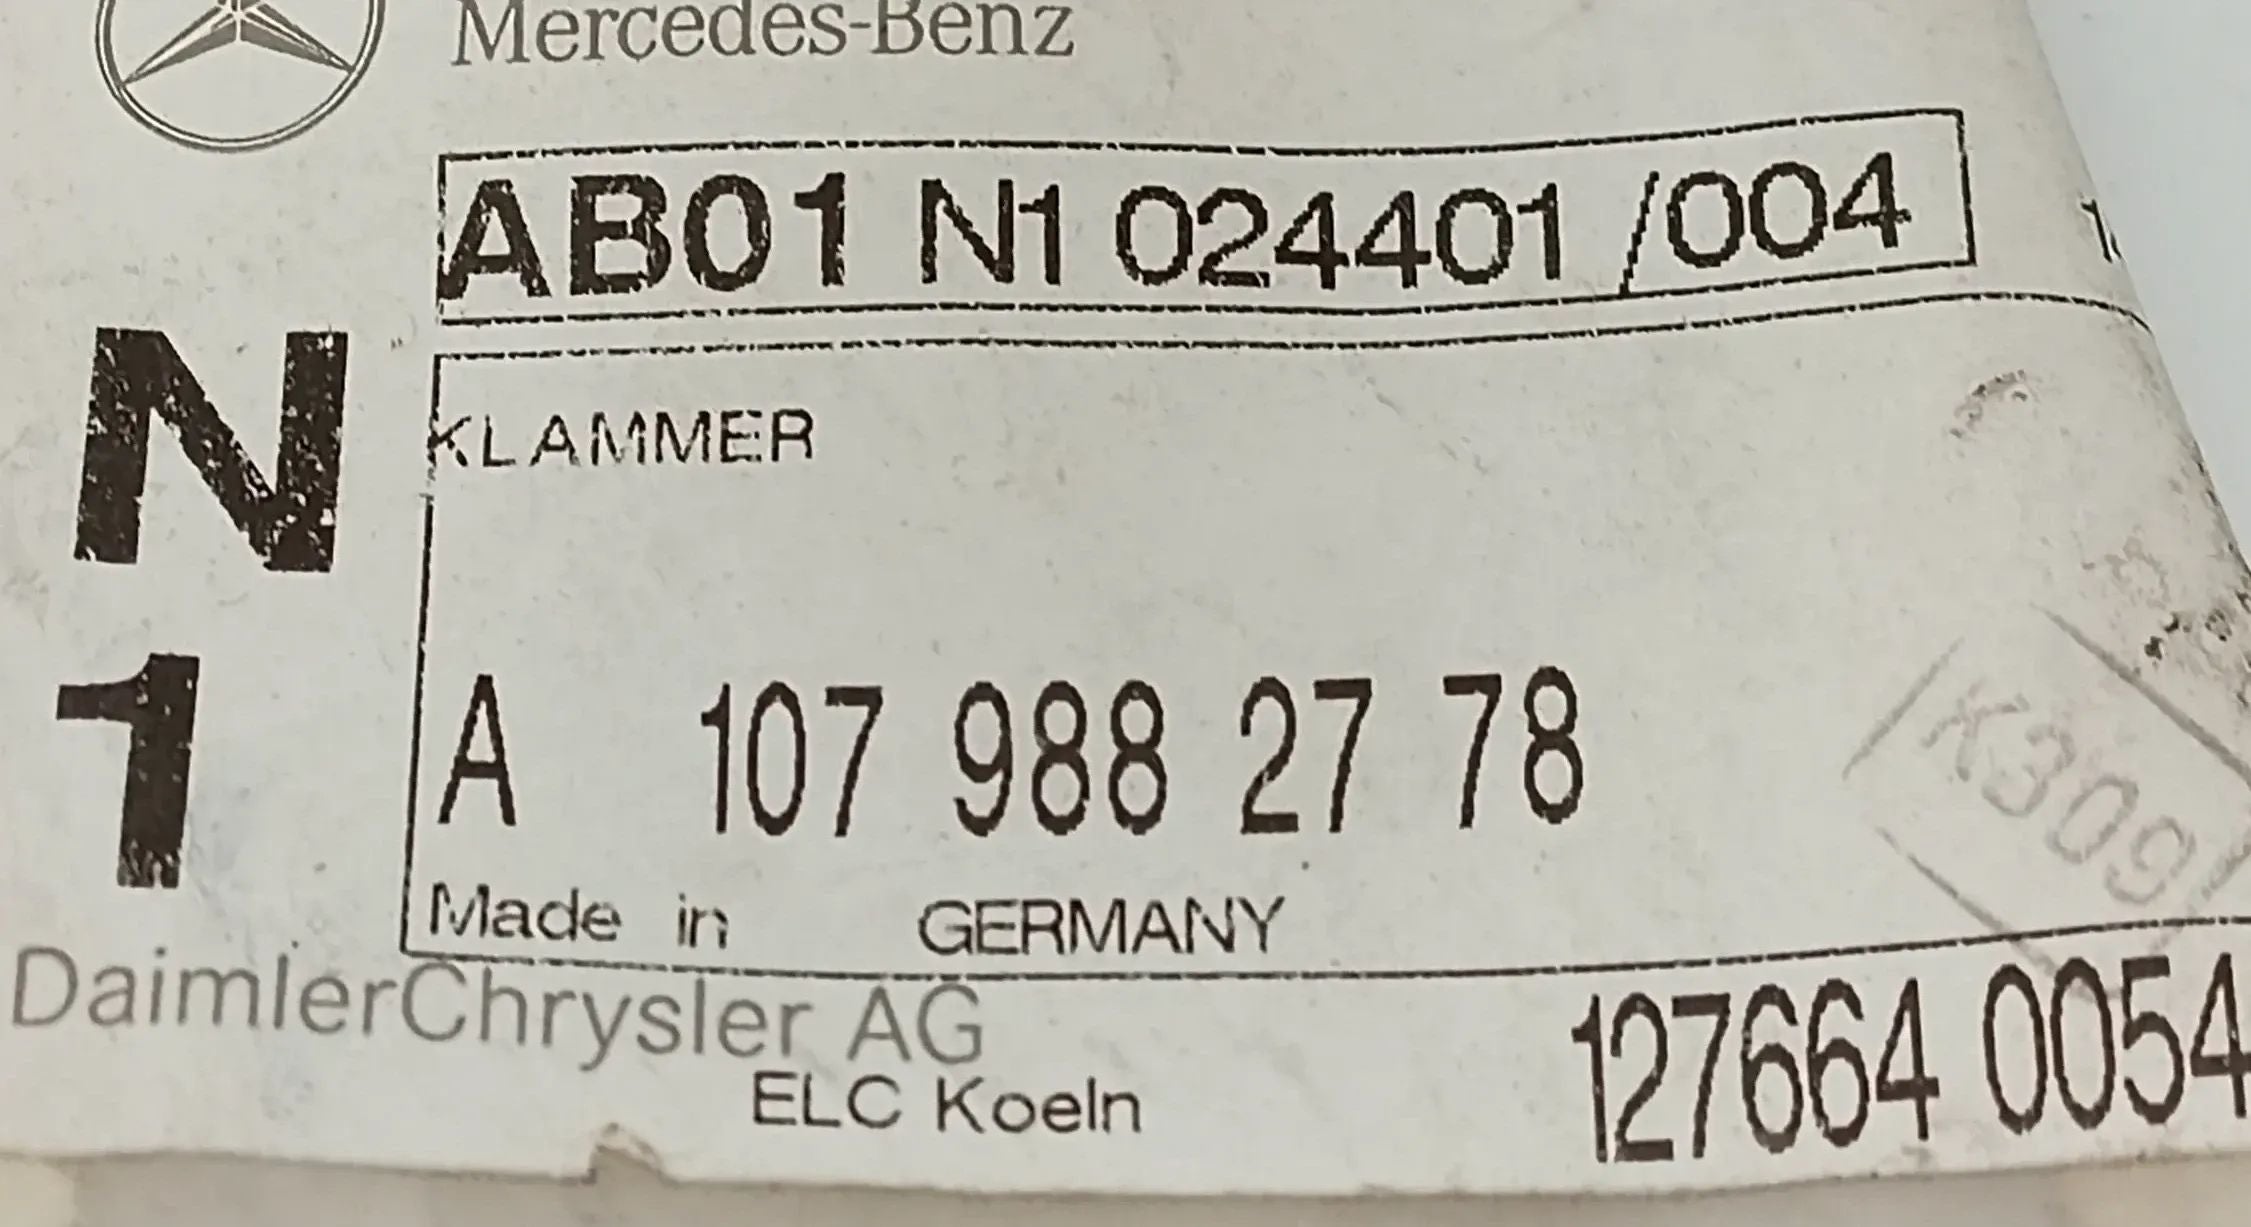 Mercedes-Benz
AB01 N1 024401 /004
N
1
KLAMMER
A 107 988 27 78
K309
Made in GERMANY
DaimlerChrysler AG
ELC Koeln
127664 0054